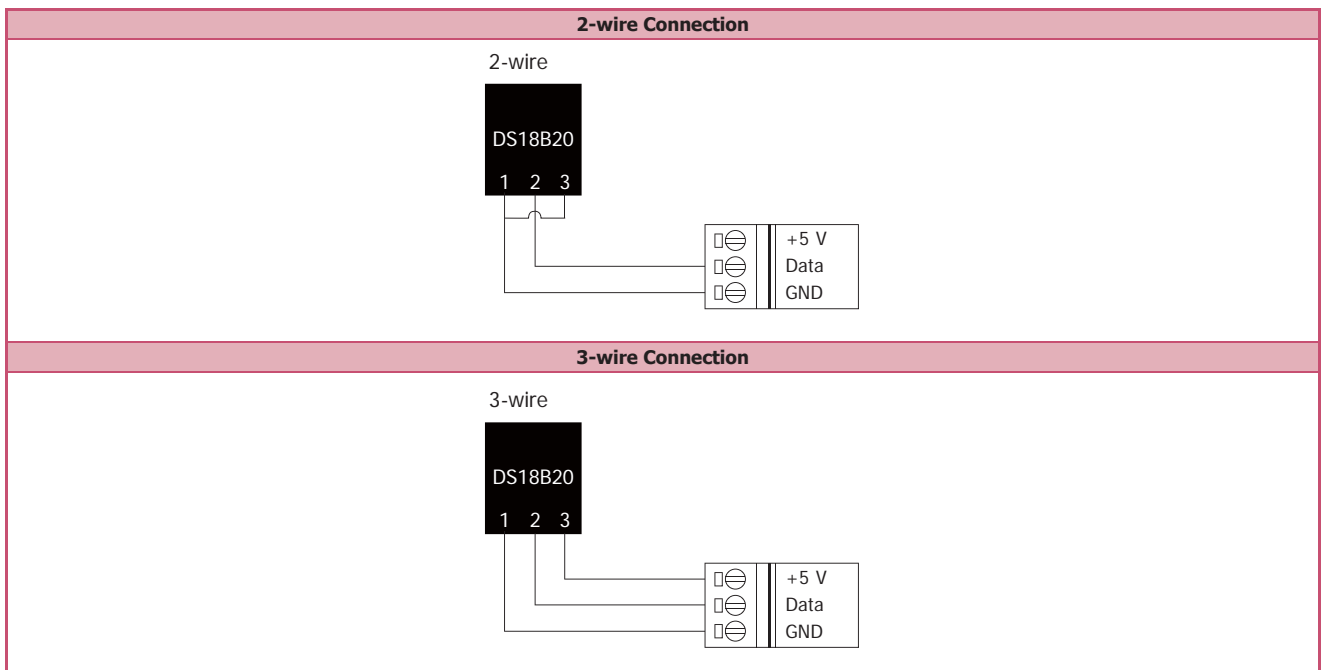 2-wire Connection
2-wire
DS18B20
1 2 3
+5 V
Data
GND
3-wire Connection
3-wire
DS18B20
1 2 3
+5 V
Data
GND